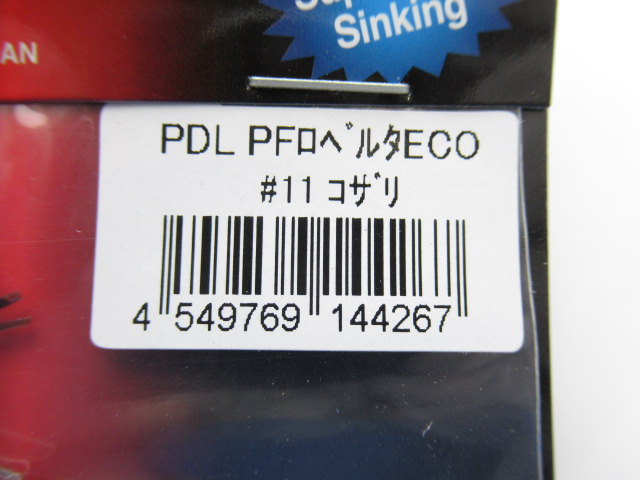 Sinking
AN
PDL PFﾛﾍﾞﾙﾀECO
#11 ｺｻﾞﾘ
4 549769 144267